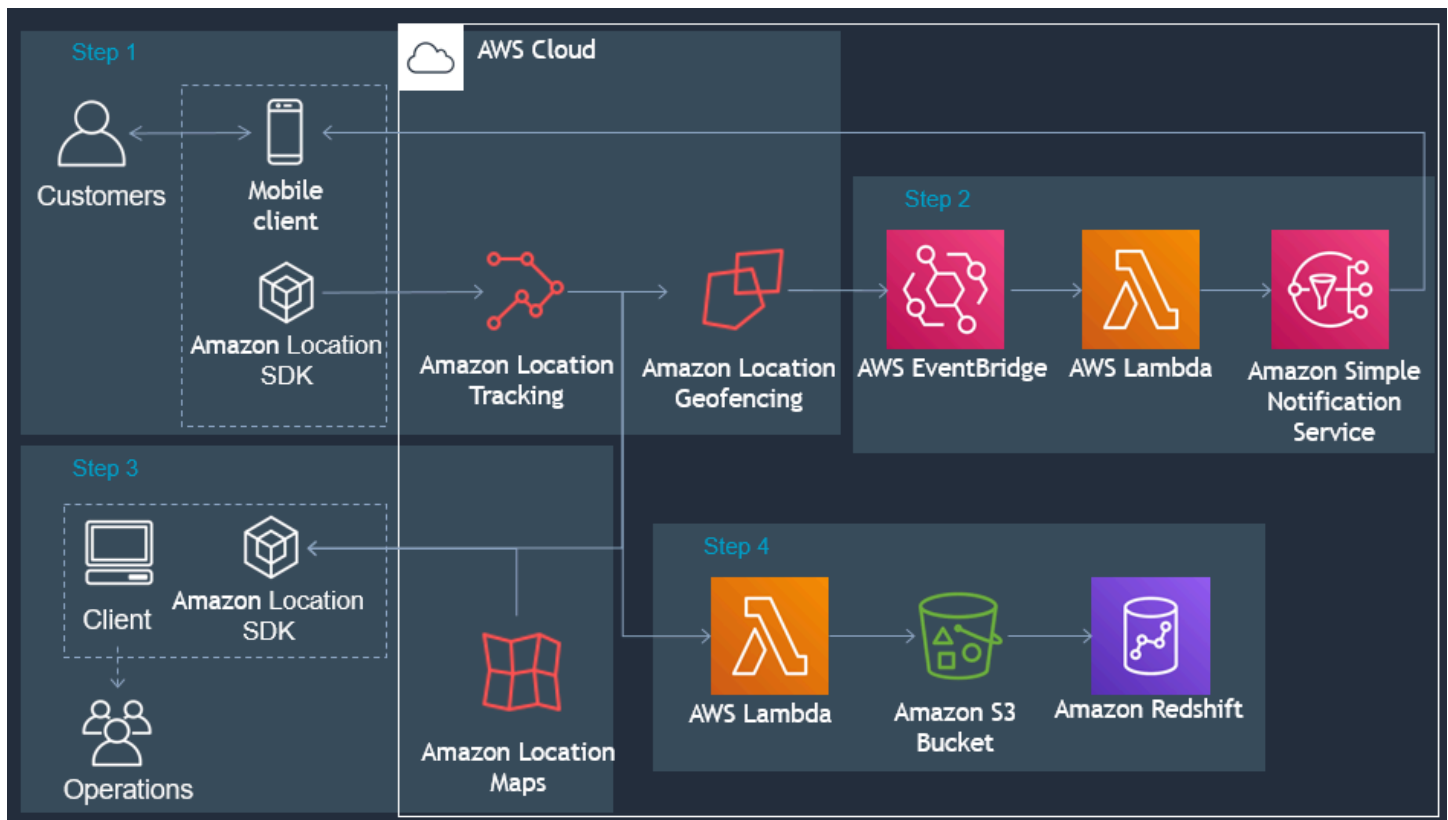 Step 1
AWS Cloud
Customers
Mobile
client
Amazon Location
SDK
Amazon Location
Tracking
Amazon Location
Geofencing
Step 2
AWS EventBridge
AWS Lambda
Amazon Simple
Notification
Service
Step 3
Client
Amazon Location
SDK
Operations
Amazon Location
Maps
Step 4
AWS Lambda
Amazon S3
Bucket
Amazon Redshift